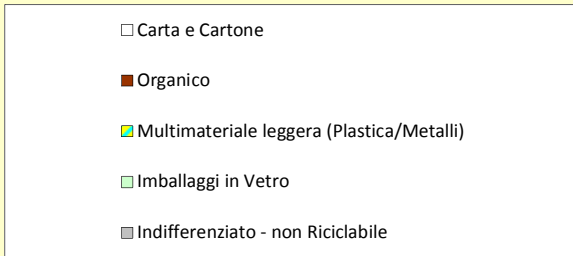 Carta e Cartone
Organico
Multimateriale leggera (Plastica/Metalli)
Imballaggi in Vetro
Indifferenziato - non Riciclabile